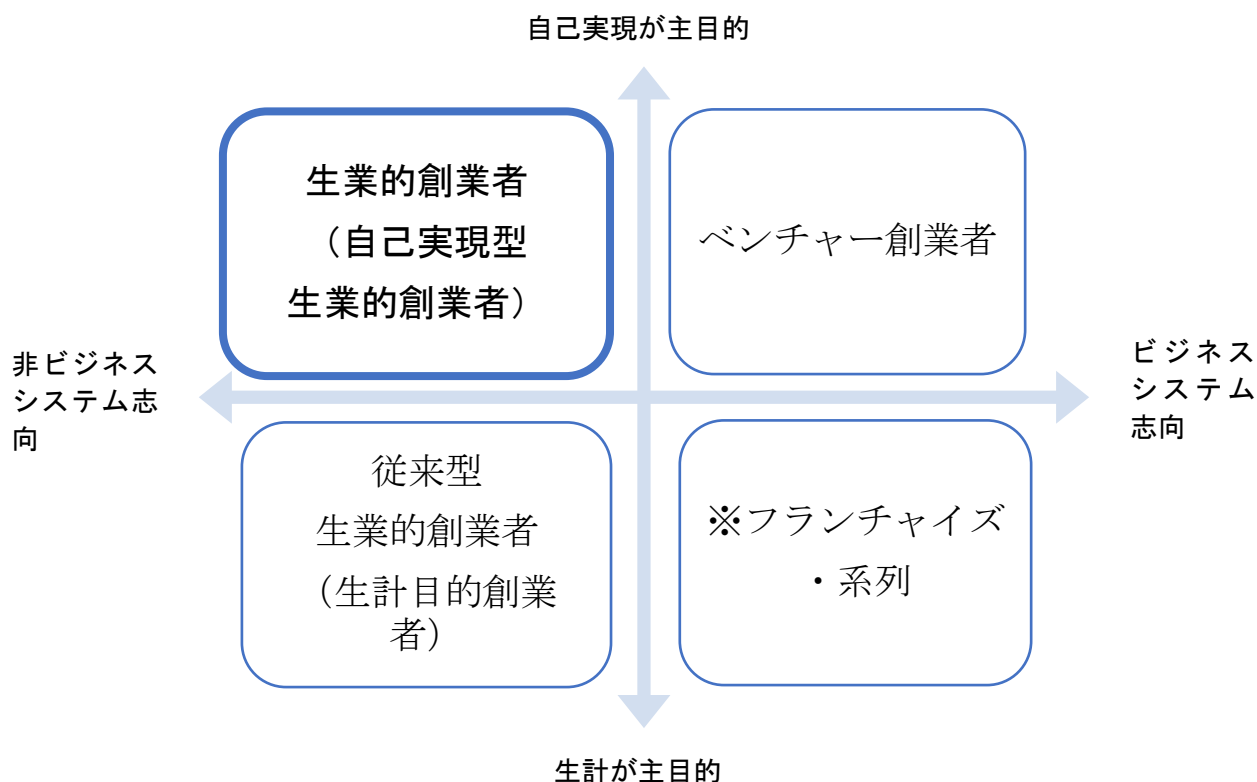 自己実現が主目的
生業的創業者
（自己実現型
生業的創業者）
ベンチャー創業者
非ビジネス
システム志
向
ビジネス
システム
志向
従来型
生業的創業者
（生計目的創業
者）
※フランチャイズ
・系列
生計が主目的